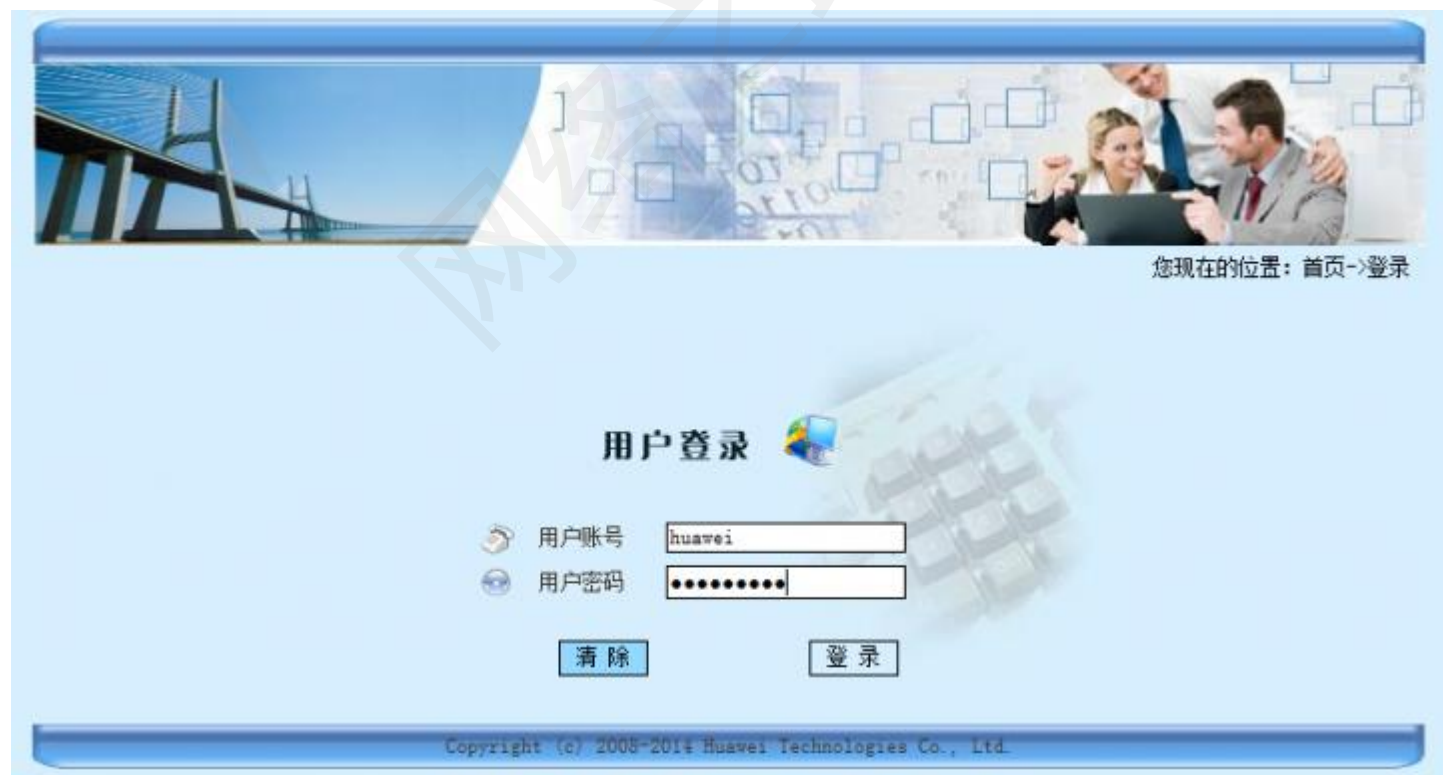 您现在的位置：首页->登录
用户登录
用户账号 huawei
用户密码 ●●●●●●●●●
清 除 登 录
Copyright (c) 2008-2014 Huawei Technologies Co., Ltd.